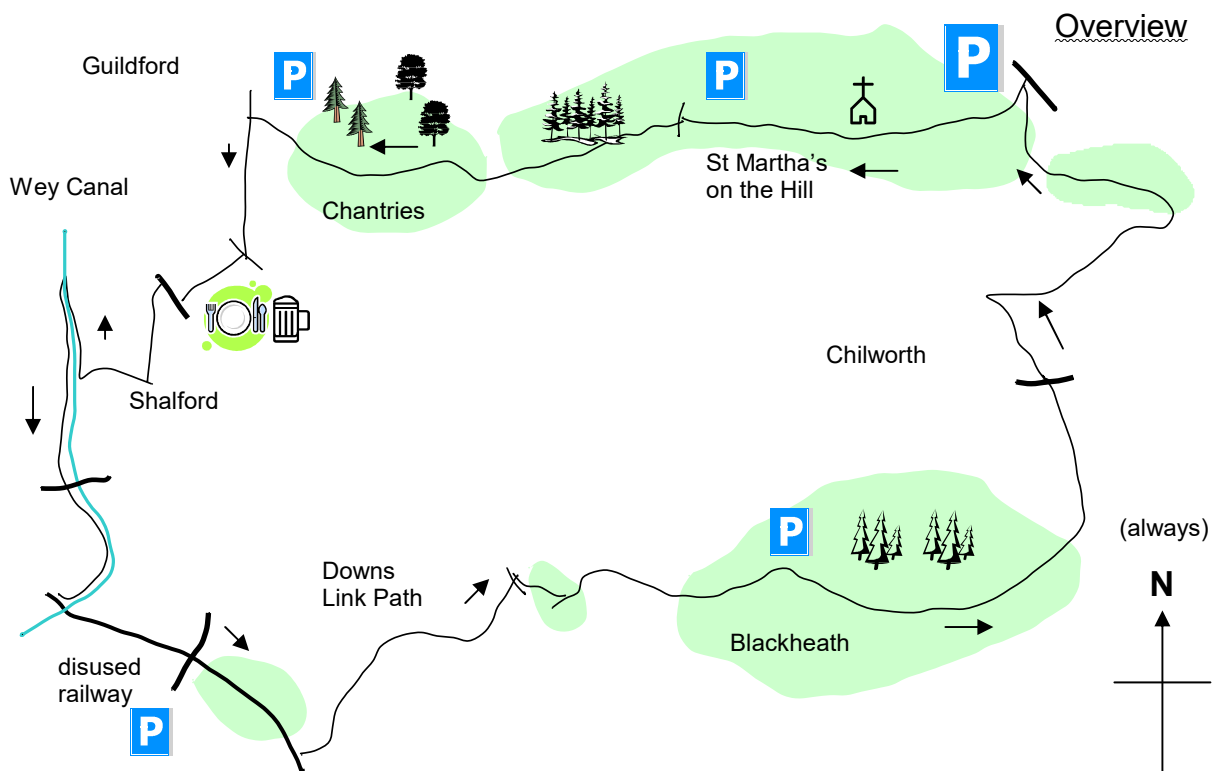 Overview
P
P
P
Guildford
Wey Canal
St Martha's
on the Hill
Chantries
Chilworth
Shalford
P
(always)
Downs
Link Path
N
Blackheath
disused
railway
P